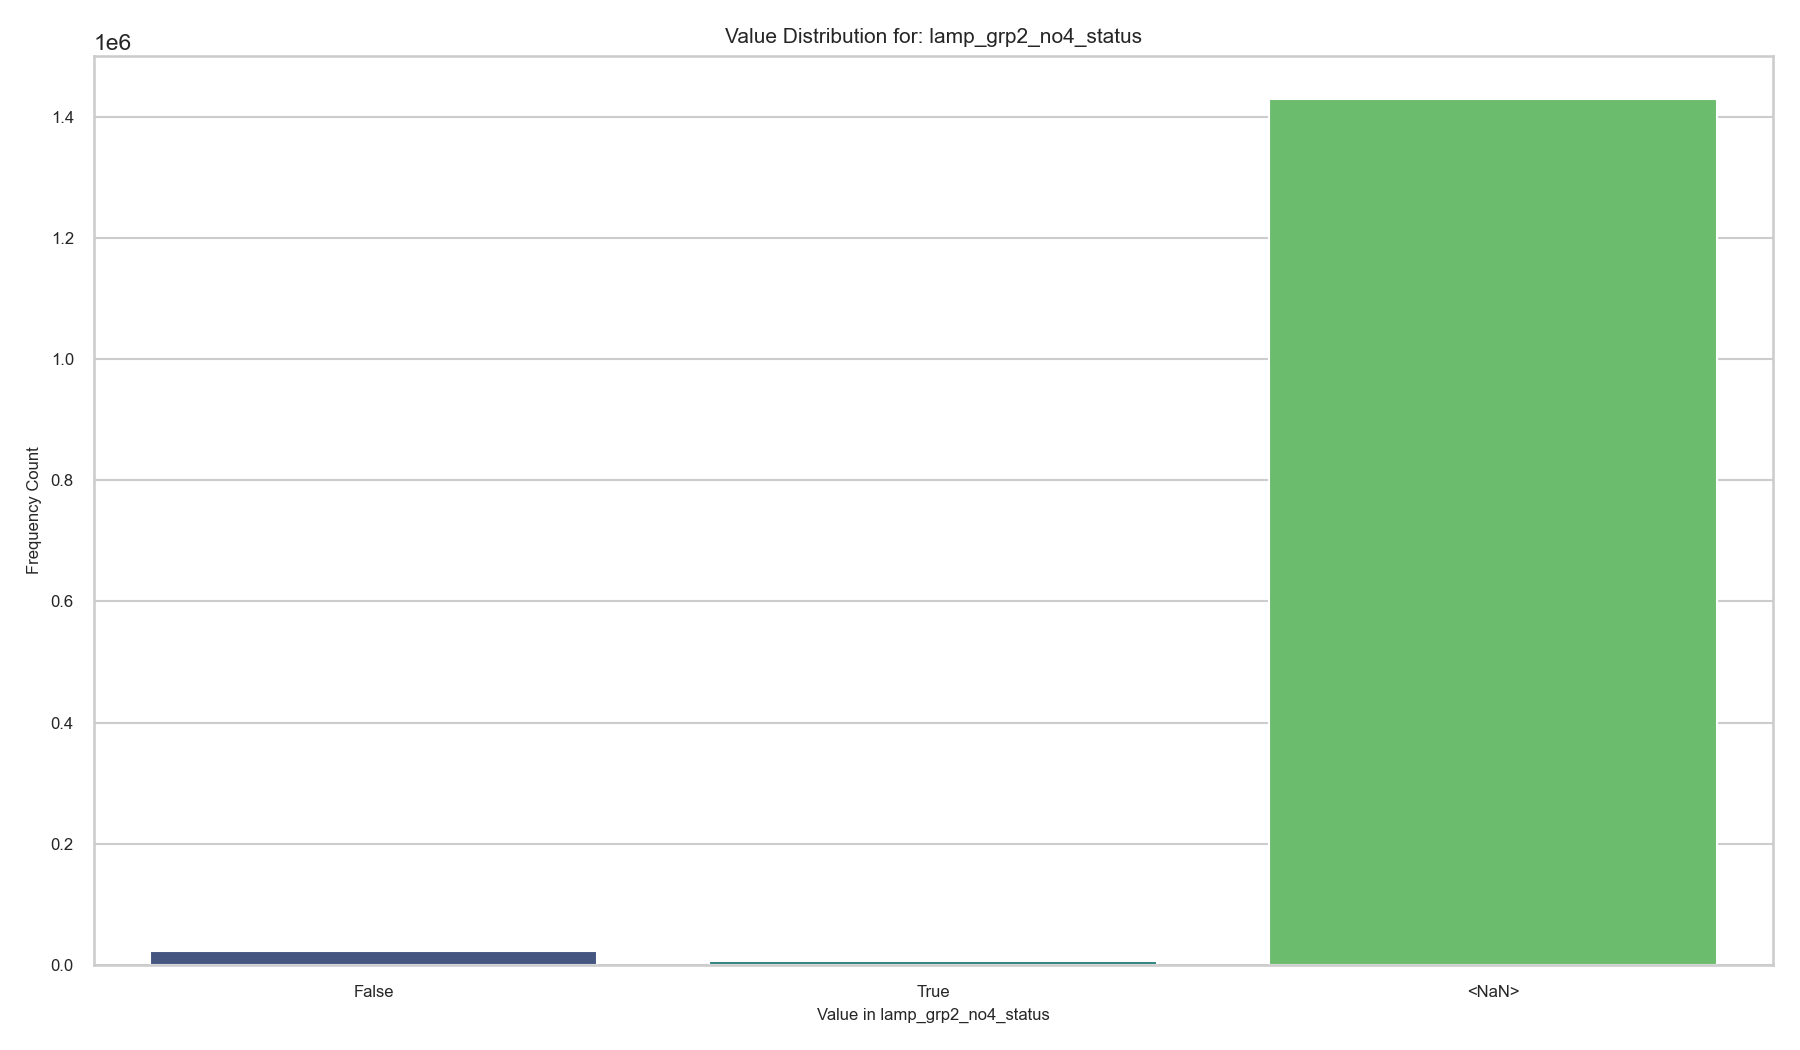 Value Distribution for: lamp_grp2_no4_status
1e6
1.4
1.2
1.0
0.8
0.6
0.4
0.2
0.0
Frequency Count
False
True
<NaN>
Value in lamp_grp2_no4_status